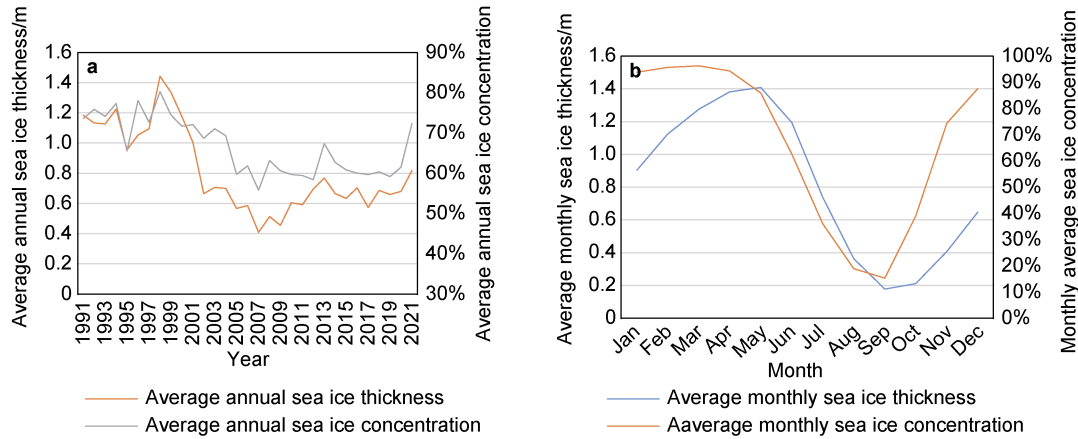 a
Average annual sea ice thickness/m
1.6
1.4
1.2
1.0
0.8
0.6
0.4
0.2
0
90%
80%
70%
60%
50%
40%
30%
Average annual sea ice concentration
1991
1993
1995
1997
1999
2001
2003
2005
2007
2009
2011
2013
2015
2017
2019
2021
Year
Average annual sea ice thickness
Average annual sea ice concentration
b
Average monthly sea ice thickness/m
1.6
1.4
1.2
1.0
0.8
0.6
0.4
0.2
0
100%
90%
80%
70%
60%
50%
40%
30%
20%
10%
0%
Monthly average sea ice concentration
Jan
Feb
Mar
Apr
May
Jun
Jul
Aug
Sep
Oct
Nov
Dec
Month
Average monthly sea ice thickness
Aaverage monthly sea ice concentration